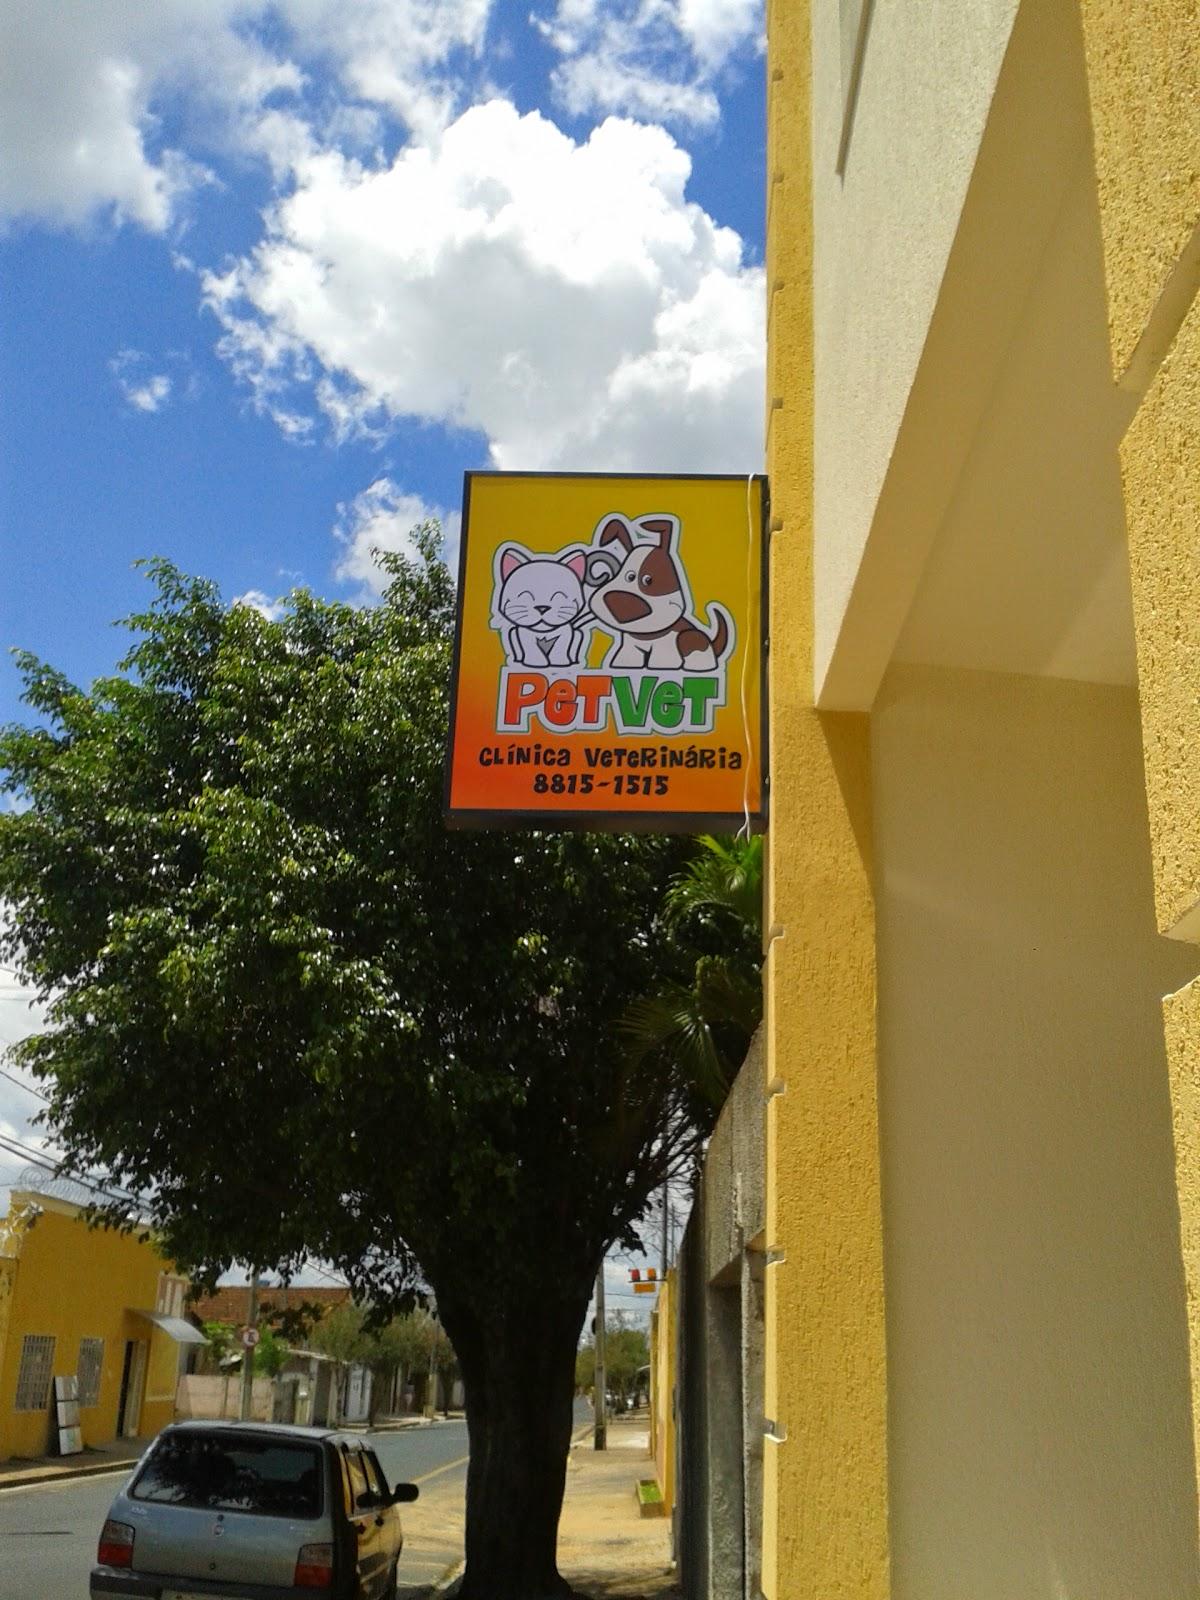 PETVET
CLÍNICA VETERINÁRIA
8815-1515